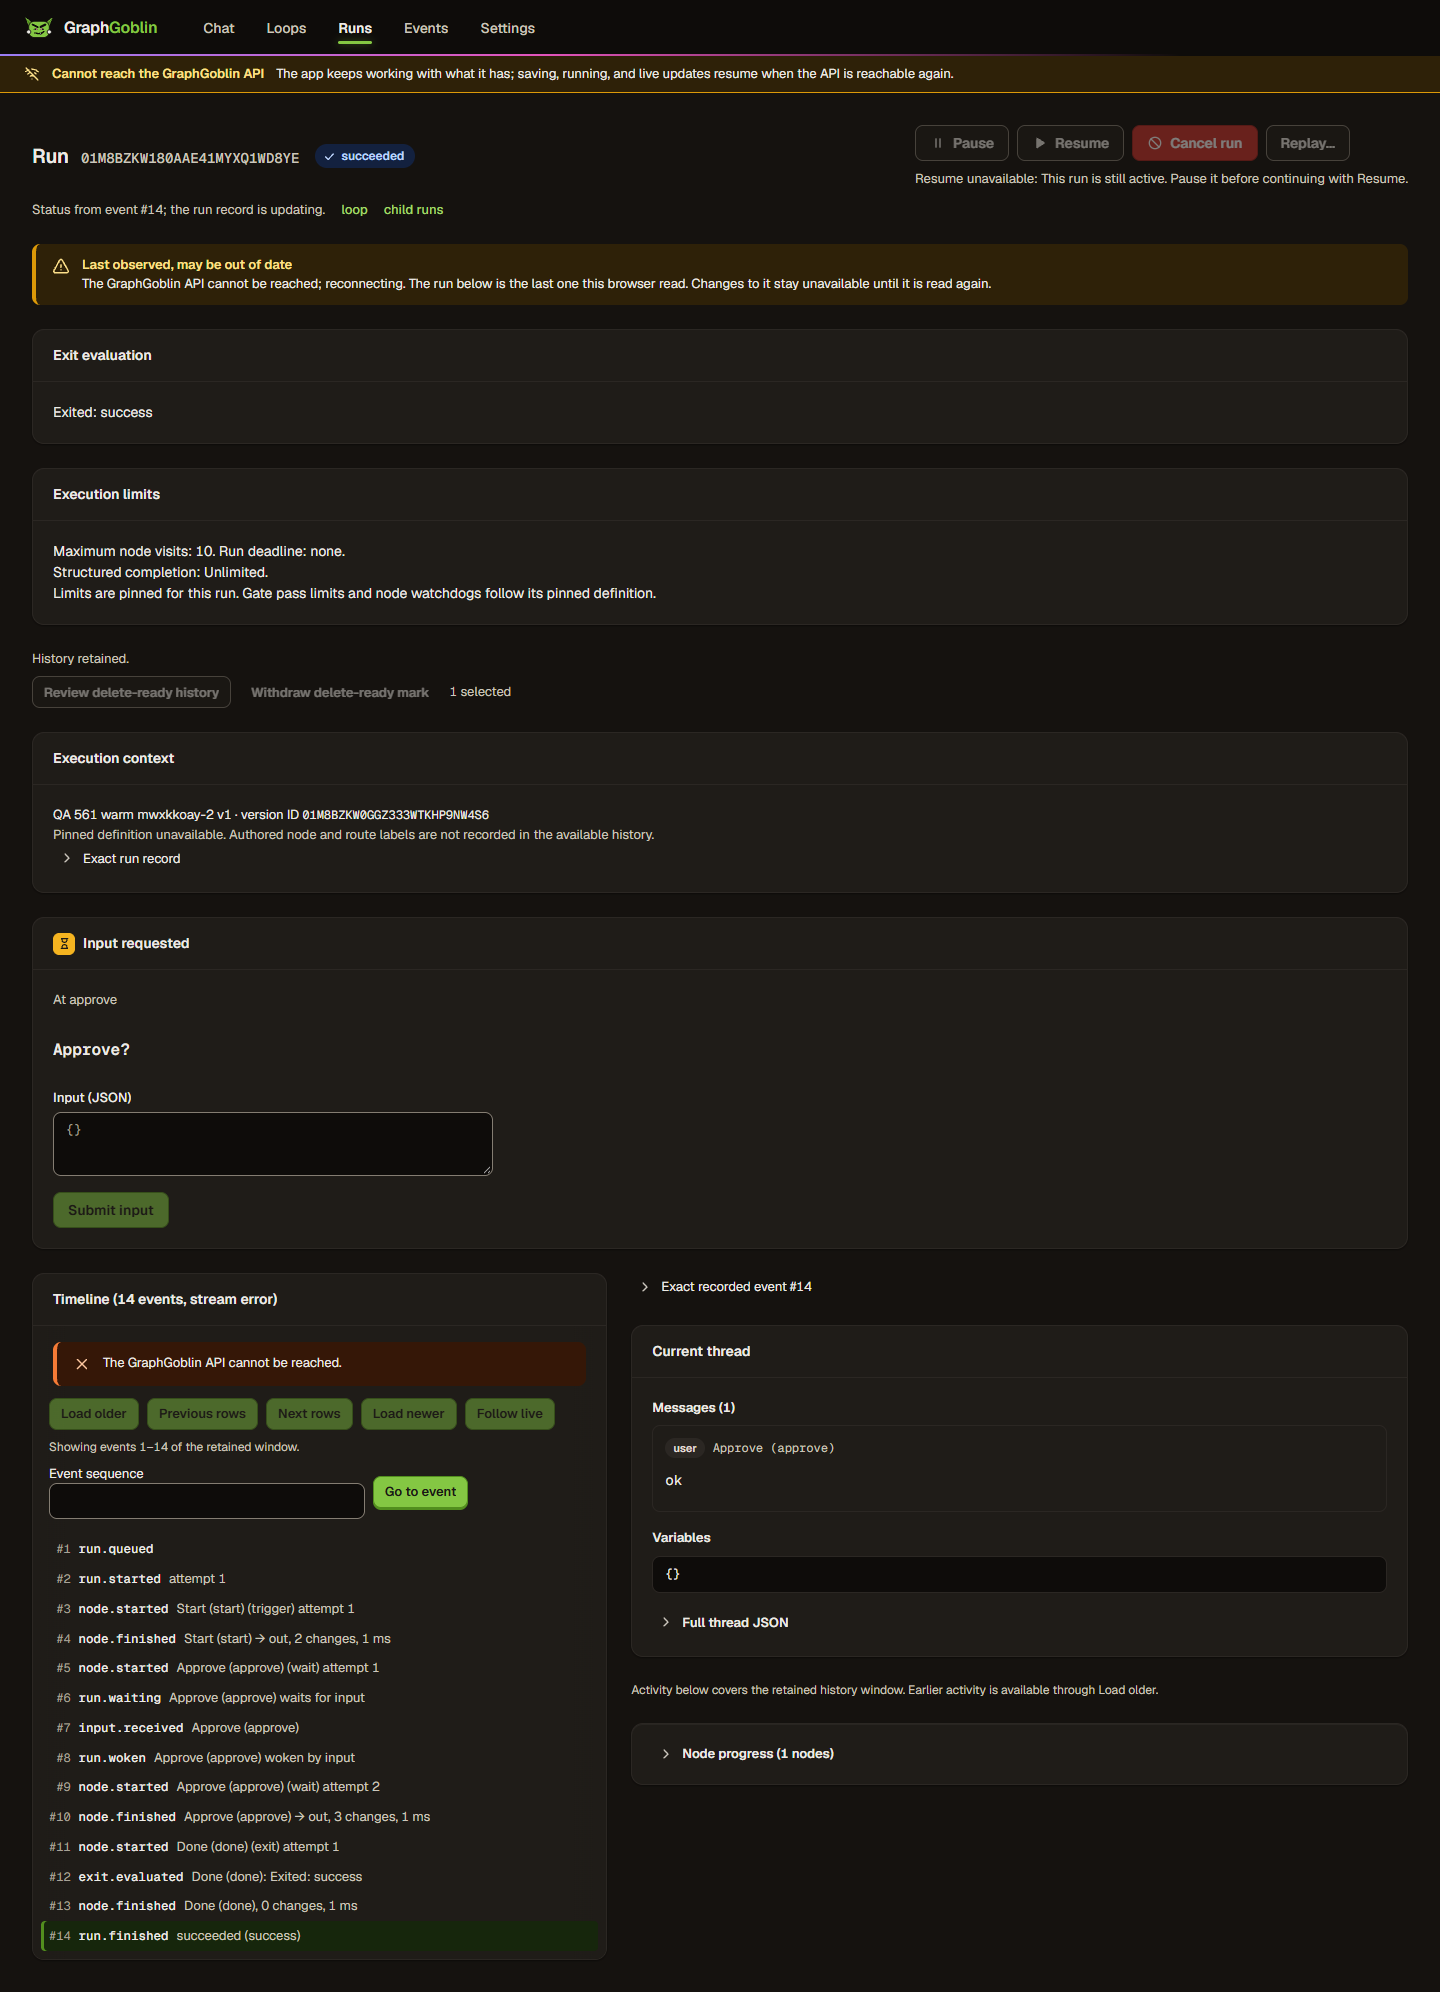 GraphGoblin
Chat
Loops
Runs
Events
Settings
Cannot reach the GraphGoblin API The app keeps working with what it has; saving, running, and live updates resume when the API is reachable again.
Run 01M8BZKW180AAE41MYXQ1WD8YE succeeded
Pause
Resume
Cancel run
Replay...
Resume unavailable: This run is still active. Pause it before continuing with Resume.
Status from event #14; the run record is updating. loop child runs
Last observed, may be out of date
The GraphGoblin API cannot be reached; reconnecting. The run below is the last one this browser read. Changes to it stay unavailable until it is read again.
Exit evaluation
Exited: success
Execution limits
Maximum node visits: 10. Run deadline: none.
Structured completion: Unlimited.
Limits are pinned for this run. Gate pass limits and node watchdogs follow its pinned definition.
History retained.
Review delete-ready history
Withdraw delete-ready mark
1 selected
Execution context
QA 561 warm mwxkkoay-2 v1 · version ID 01M8BZKW0GGZ333WTKHP9NW4S6
Pinned definition unavailable. Authored node and route labels are not recorded in the available history.
Exact run record
Input requested
At approve
Approve?
Input (JSON)
{}
Submit input
Timeline (14 events, stream error)
The GraphGoblin API cannot be reached.
Load older
Previous rows
Next rows
Load newer
Follow live
Showing events 1–14 of the retained window.
Event sequence
Go to event
#1 run.queued
#2 run.started attempt 1
#3 node.started Start (start) (trigger) attempt 1
#4 node.finished Start (start) → out, 2 changes, 1 ms
#5 node.started Approve (approve) (wait) attempt 1
#6 run.waiting Approve (approve) waits for input
#7 input.received Approve (approve)
#8 run.woken Approve (approve) woken by input
#9 node.started Approve (approve) (wait) attempt 2
#10 node.finished Approve (approve) → out, 3 changes, 1 ms
#11 node.started Done (done) (exit) attempt 1
#12 exit.evaluated Done (done): Exited: success
#13 node.finished Done (done), 0 changes, 1 ms
#14 run.finished succeeded (success)
Exact recorded event #14
Current thread
Messages (1)
user Approve (approve)
ok
Variables
{}
Full thread JSON
Activity below covers the retained history window. Earlier activity is available through Load older.
Node progress (1 nodes)